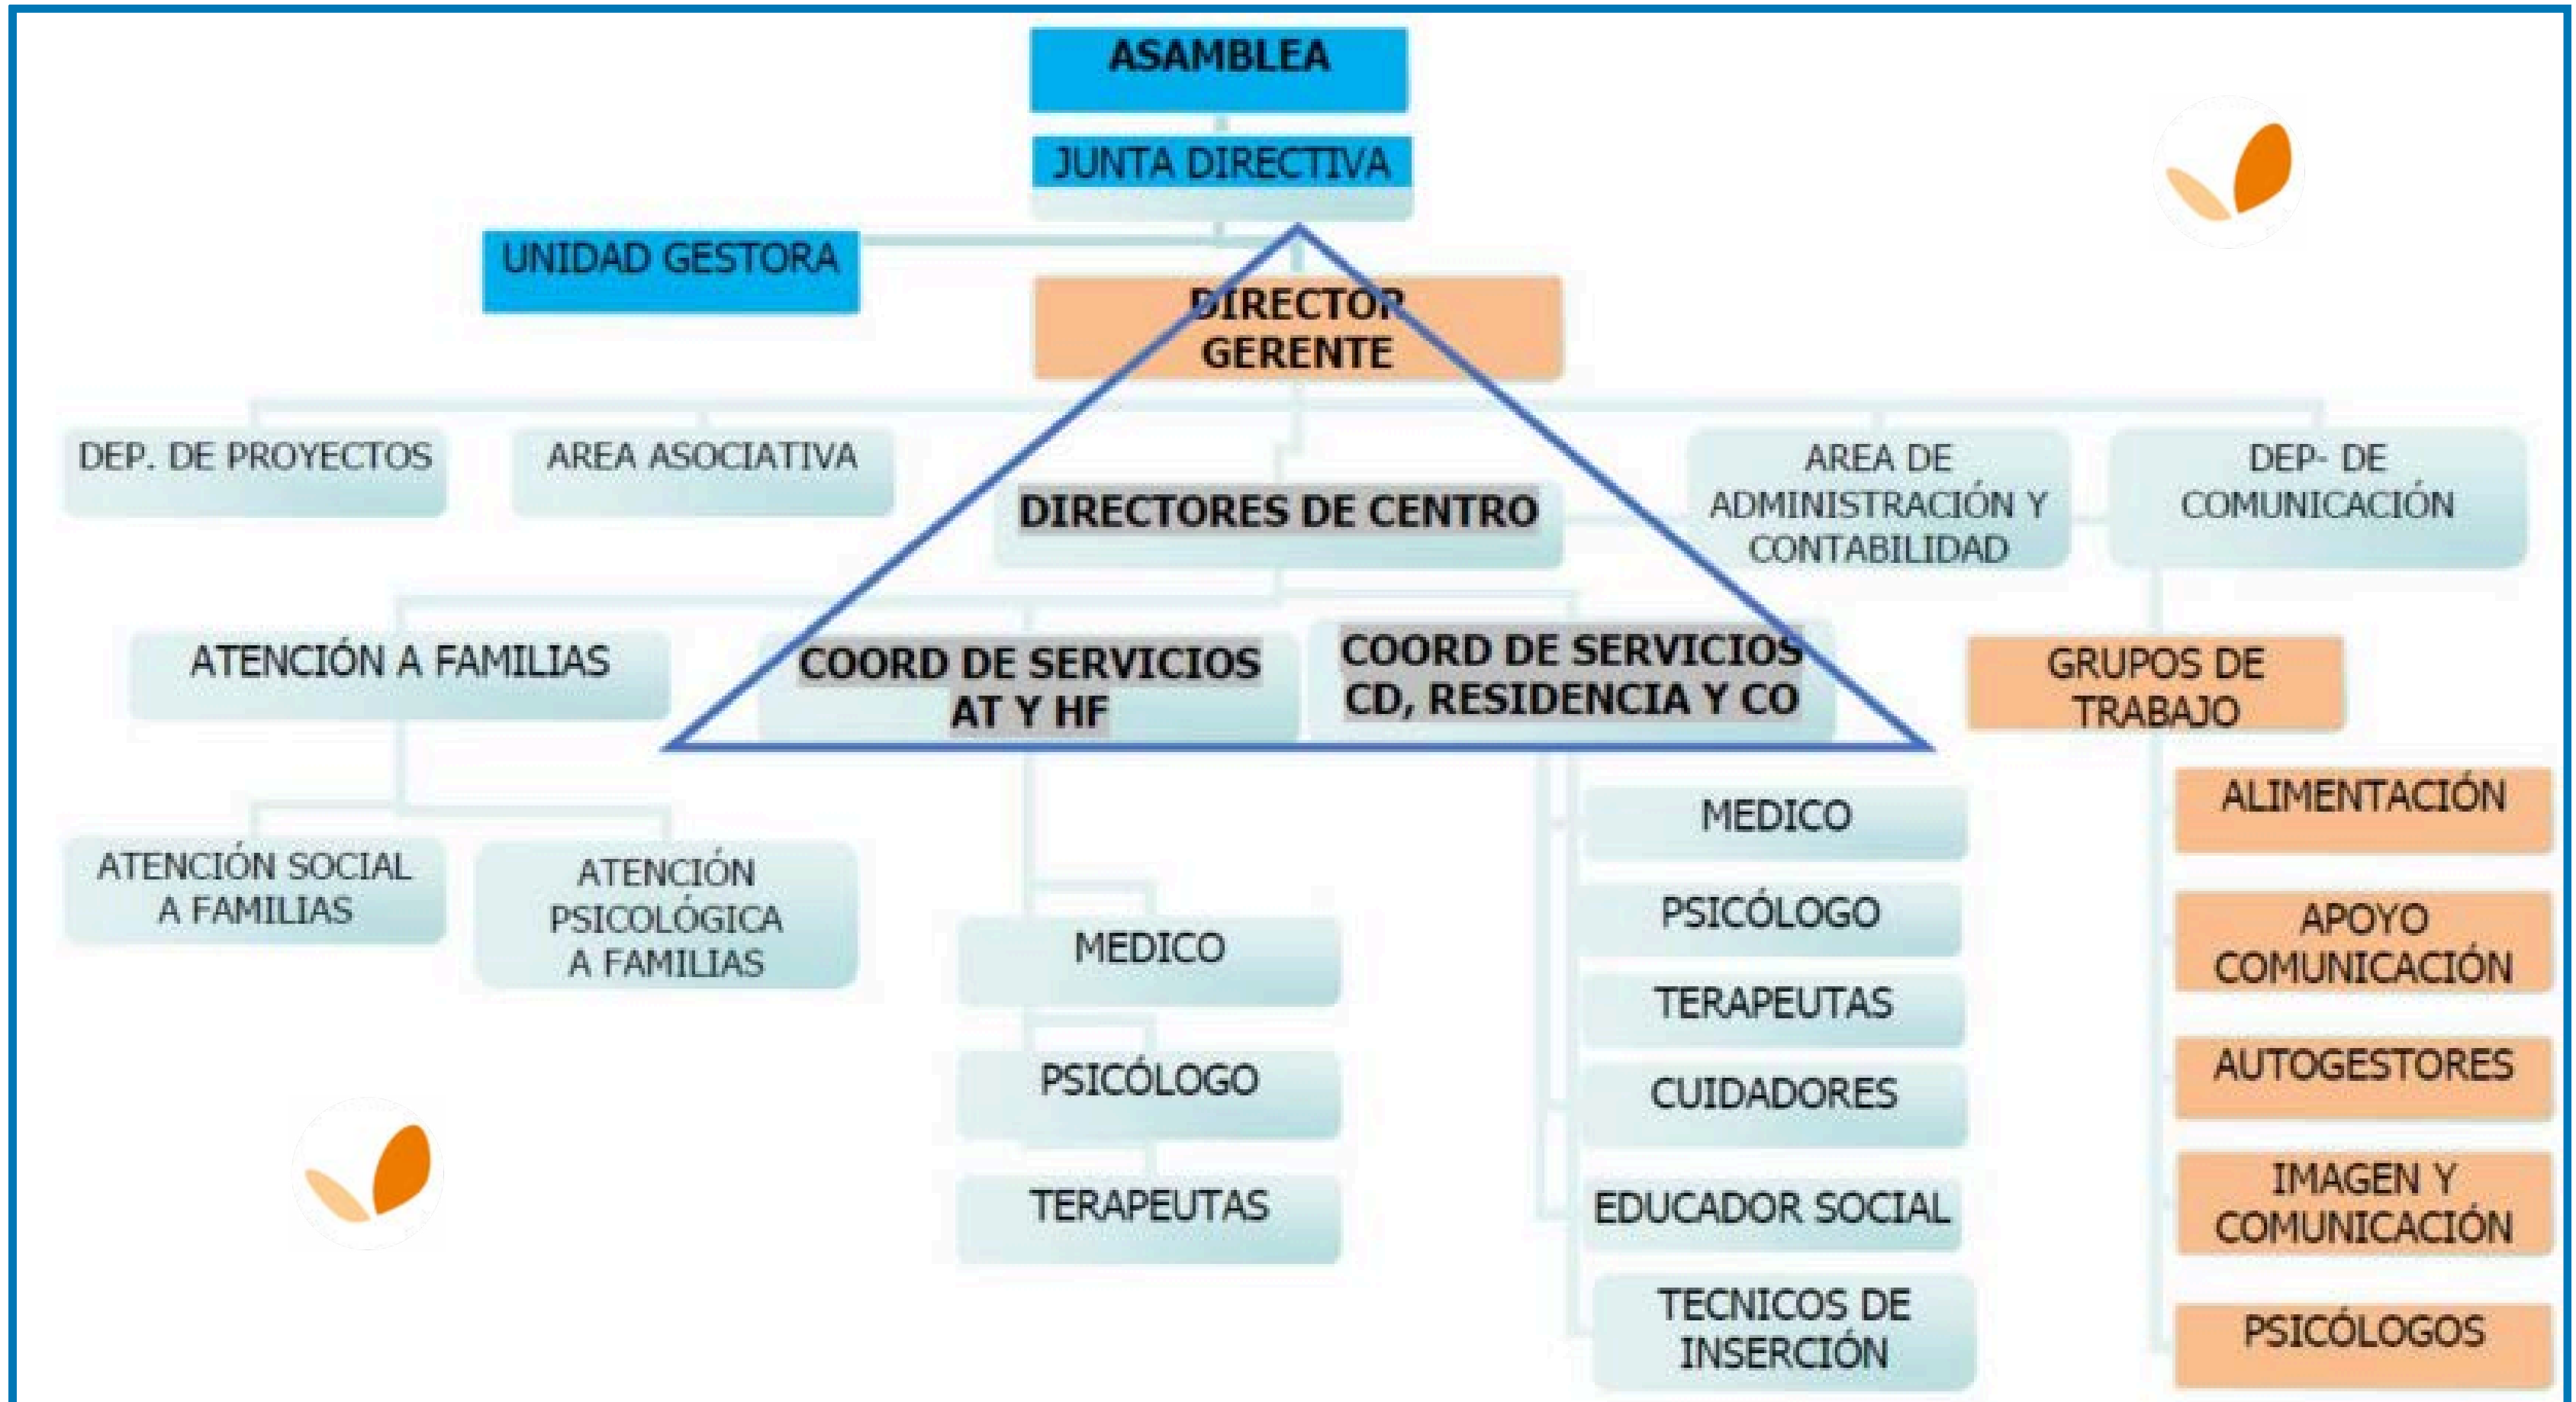 ASAMBLEA
JUNTA DIRECTIVA
UNIDAD GESTORA
DIRECTOR
GERENTE
DEP. DE PROYECTOS
AREA ASOCIATIVA
DIRECTORES DE CENTRO
AREA DE
ADMINISTRACIÓN Y
CONTABILIDAD
DEP- DE
COMUNICACIÓN
ATENCIÓN A FAMILIAS
COORD DE SERVICIOS
AT Y HF
COORD DE SERVICIOS
CD, RESIDENCIA Y CO
GRUPOS DE
TRABAJO
ATENCIÓN SOCIAL
A FAMILIAS
ATENCIÓN
PSICOLÓGICA
A FAMILIAS
MEDICO
PSICÓLOGO
TERAPEUTAS
MEDICO
PSICÓLOGO
TERAPEUTAS
CUIDADORES
EDUCADOR SOCIAL
TECNICOS DE
INSERCIÓN
ALIMENTACIÓN
APOYO
COMUNICACIÓN
AUTOGESTORES
IMAGEN Y
COMUNICACIÓN
PSICÓLOGOS